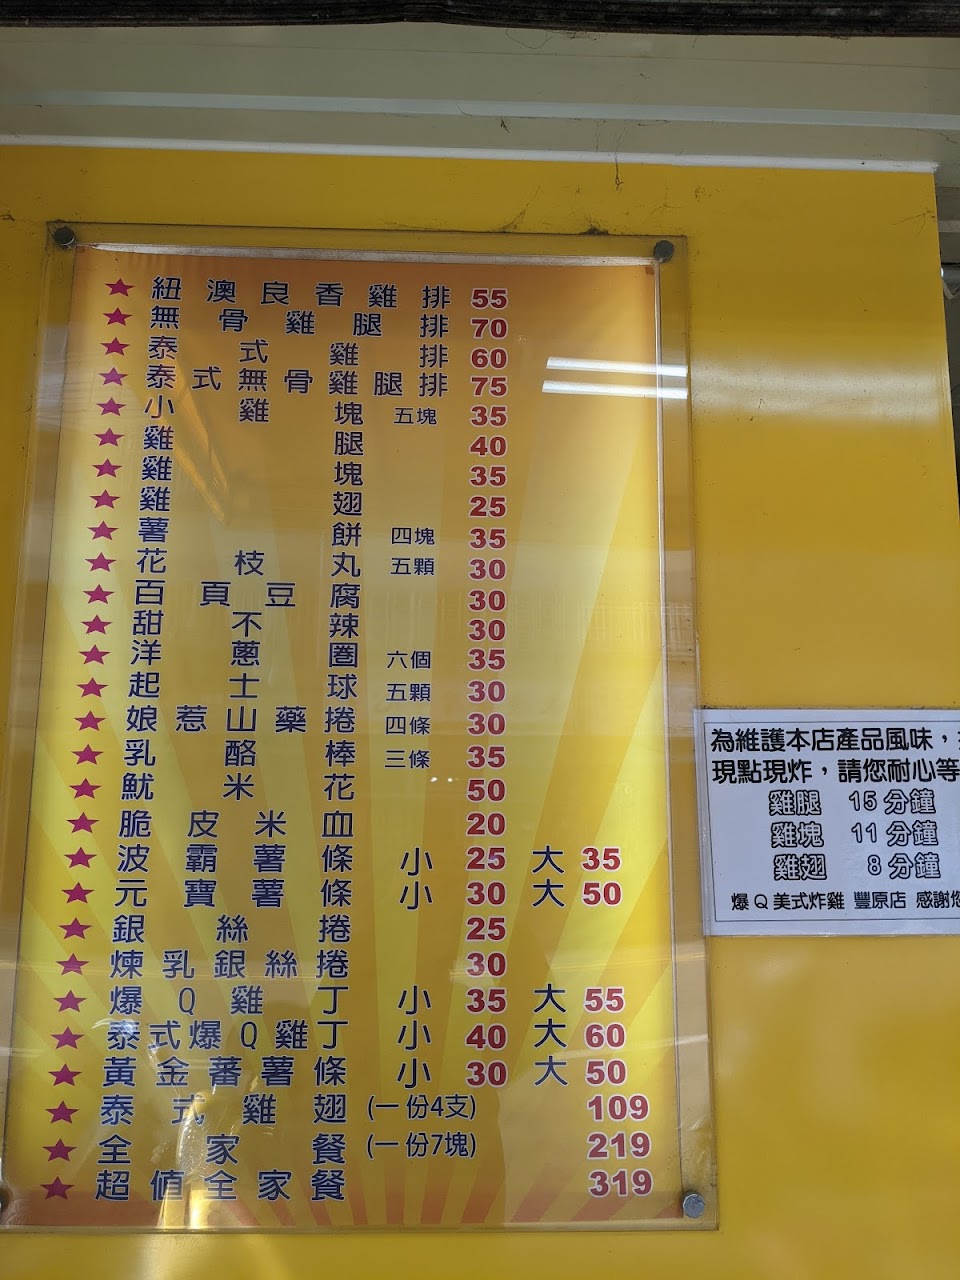 ★ 紐澳良香雞排 55
★ 無骨雞腿排 70
★ 泰式雞排 60
★ 泰式無骨雞腿排 75
★ 小雞塊 五塊 35
★ 雞腿 40
★ 雞塊 35
★ 雞翅 25
★ 薯餅 四塊 35
★ 花枝丸 五顆 30
★ 百頁豆腐 30
★ 甜不辣 30
★ 洋蔥圈 六個 35
★ 起士球 五顆 30
★ 娘惹山藥捲 四條 30
★ 乳酪棒 三條 35
★ 魷米花 50
★ 脆皮米血 20
★ 波霸薯條 小 25 大 35
★ 元寶薯條 小 30 大 50
★ 銀絲捲 25
★ 煉乳銀絲捲 30
★ 爆Q雞丁 小 35 大 55
★ 泰式爆Q雞丁 小 40 大 60
★ 黃金蕃薯條 小 30 大 50
★ 泰式雞翅 (一份4支) 109
★ 全家餐 (一份7塊) 219
★ 超值全家餐 319
為維護本店產品風味，
現點現炸，請您耐心等
雞腿 15分鐘
雞塊 11分鐘
雞翅 8分鐘
爆Q美式炸雞 豐原店 感謝您